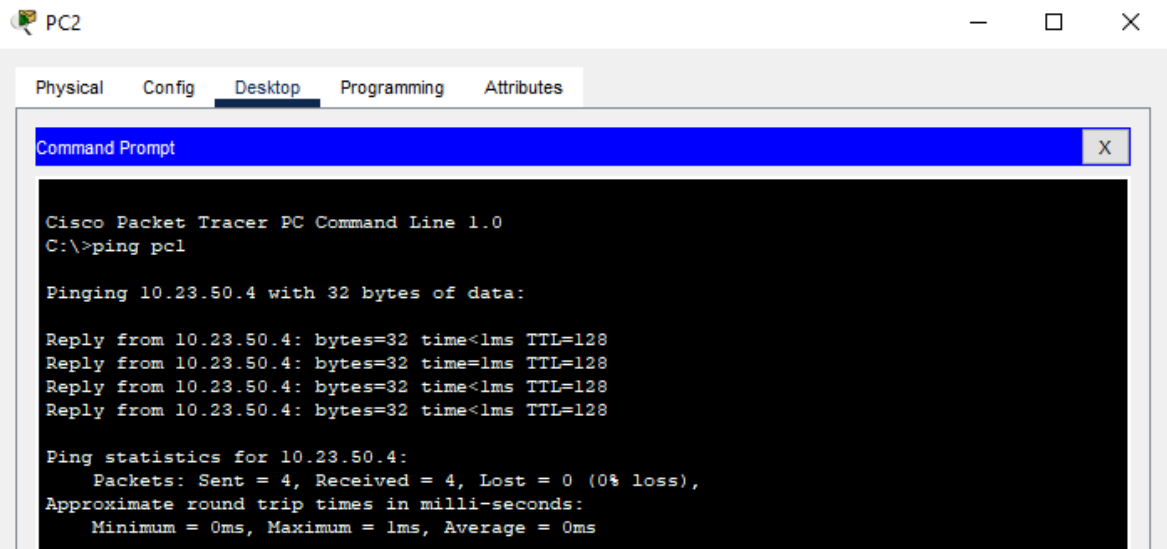 PC2
Physical Config Desktop Programming Attributes
Command Prompt X
Cisco Packet Tracer PC Command Line 1.0
C:\>ping pc1
Pinging 10.23.50.4 with 32 bytes of data:
Reply from 10.23.50.4: bytes=32 time<1ms TTL=128
Reply from 10.23.50.4: bytes=32 time=1ms TTL=128
Reply from 10.23.50.4: bytes=32 time<1ms TTL=128
Reply from 10.23.50.4: bytes=32 time<1ms TTL=128
Ping statistics for 10.23.50.4:
Packets: Sent = 4, Received = 4, Lost = 0 (0% loss),
Approximate round trip times in milli-seconds:
Minimum = 0ms, Maximum = 1ms, Average = 0ms